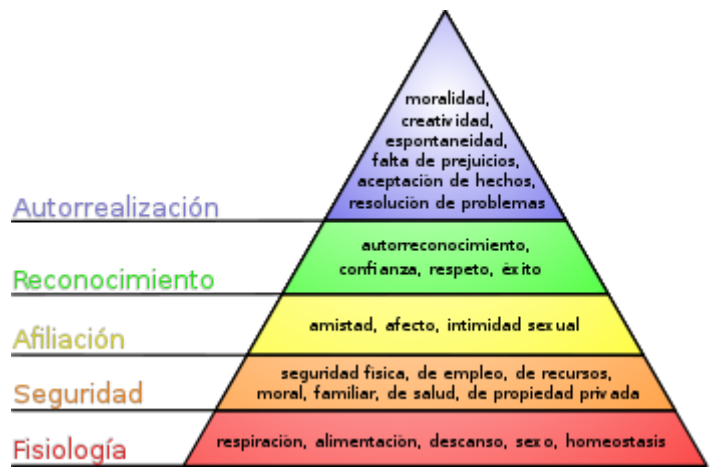 moralidad,
creatividad,
espontaneidad,
falta de prejuicios,
aceptación de hechos,
resolución de problemas
Autorrealización
autorreconocimiento,
confianza, respeto, éxito
Reconocimiento
amistad, afecto, intimidad sexual
Afiliación
seguridad física, de empleo, de recursos,
moral, familiar, de salud, de propiedad privada
Seguridad
respiración, alimentación, descanso, sexo, homeostasis
Fisiología